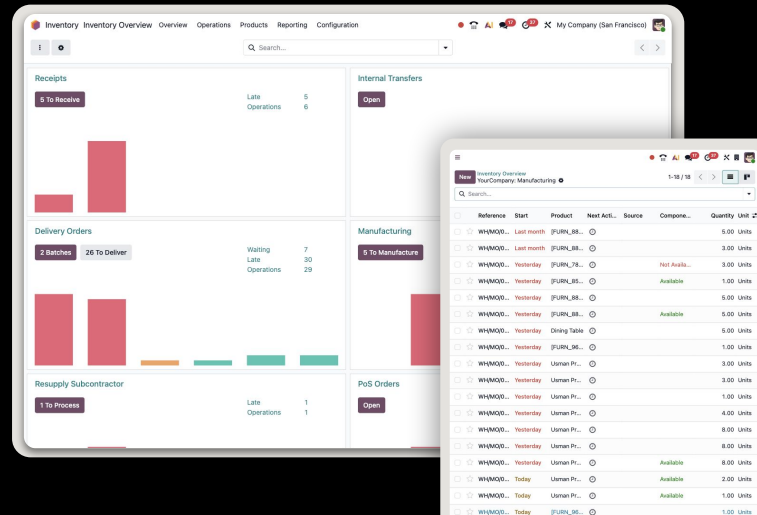 Inventory Inventory Overview Overview Operations Products Reporting Configuration 17 37 My Company (San Francisco)
Search...
Receipts
5 To Receive
Late 5
Operations 6
Internal Transfers
Open
Delivery Orders
2 Batches 26 To Deliver
Waiting 7
Late 30
Operations 29
Manufacturing
5 To Manufacture
Resupply Subcontractor
1 To Process
Late 1
Operations 1
PoS Orders
Open
17 37
New Inventory Overview
YourCompany: Manufacturing
1-18 / 18
Search...
Reference Start Product Next Acti... Source Compone... Quantity Unit
WH/MO/0... Last month [FURN_88... 5.00 Units
WH/MO/0... Last month [FURN_88... 3.00 Units
WH/MO/0... Yesterday [FURN_78... Not Availa... 3.00 Units
WH/MO/0... Yesterday [FURN_85... Available 1.00 Units
WH/MO/0... Yesterday [FURN_88... 5.00 Units
WH/MO/0... Yesterday [FURN_88... Available 5.00 Units
WH/MO/0... Yesterday Dining Table 5.00 Units
WH/MO/0... Yesterday [FURN_96... 1.00 Units
WH/MO/0... Yesterday Usman Pr... 3.00 Units
WH/MO/0... Yesterday Usman Pr... 3.00 Units
WH/MO/0... Yesterday Usman Pr... 1.00 Units
WH/MO/0... Yesterday Usman Pr... 4.00 Units
WH/MO/0... Yesterday Usman Pr... 8.00 Units
WH/MO/0... Yesterday Usman Pr... 8.00 Units
WH/MO/0... Yesterday Usman Pr... Available 8.00 Units
WH/MO/0... Today Usman Pr... Available 2.00 Units
WH/MO/0... Today Usman Pr... Available 1.00 Units
WH/MO/0... Today [FURN_96... 1.00 Units